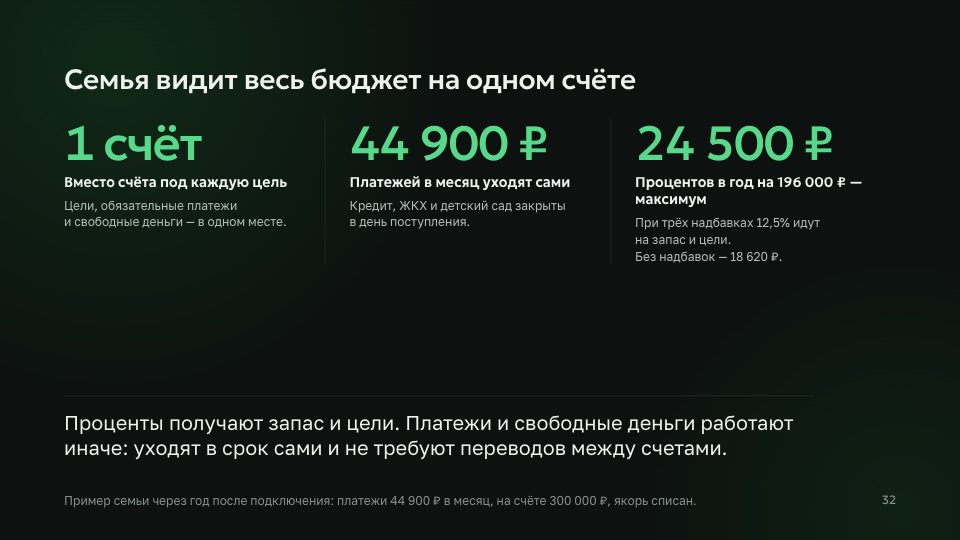 Семья видит весь бюджет на одном счёте
1 счёт
Вместо счёта под каждую цель
Цели, обязательные платежи
и свободные деньги — в одном месте.
44 900 ₽
Платежей в месяц уходят сами
Кредит, ЖКХ и детский сад закрыты
в день поступления.
24 500 ₽
Процентов в год на 196 000 ₽ —
максимум
При трёх надбавках 12,5% идут
на запас и цели.
Без надбавок — 18 620 ₽.
Проценты получают запас и цели. Платежи и свободные деньги работают
иначе: уходят в срок сами и не требуют переводов между счетами.
Пример семьи через год после подключения: платежи 44 900 ₽ в месяц, на счёте 300 000 ₽, якорь списан.
32